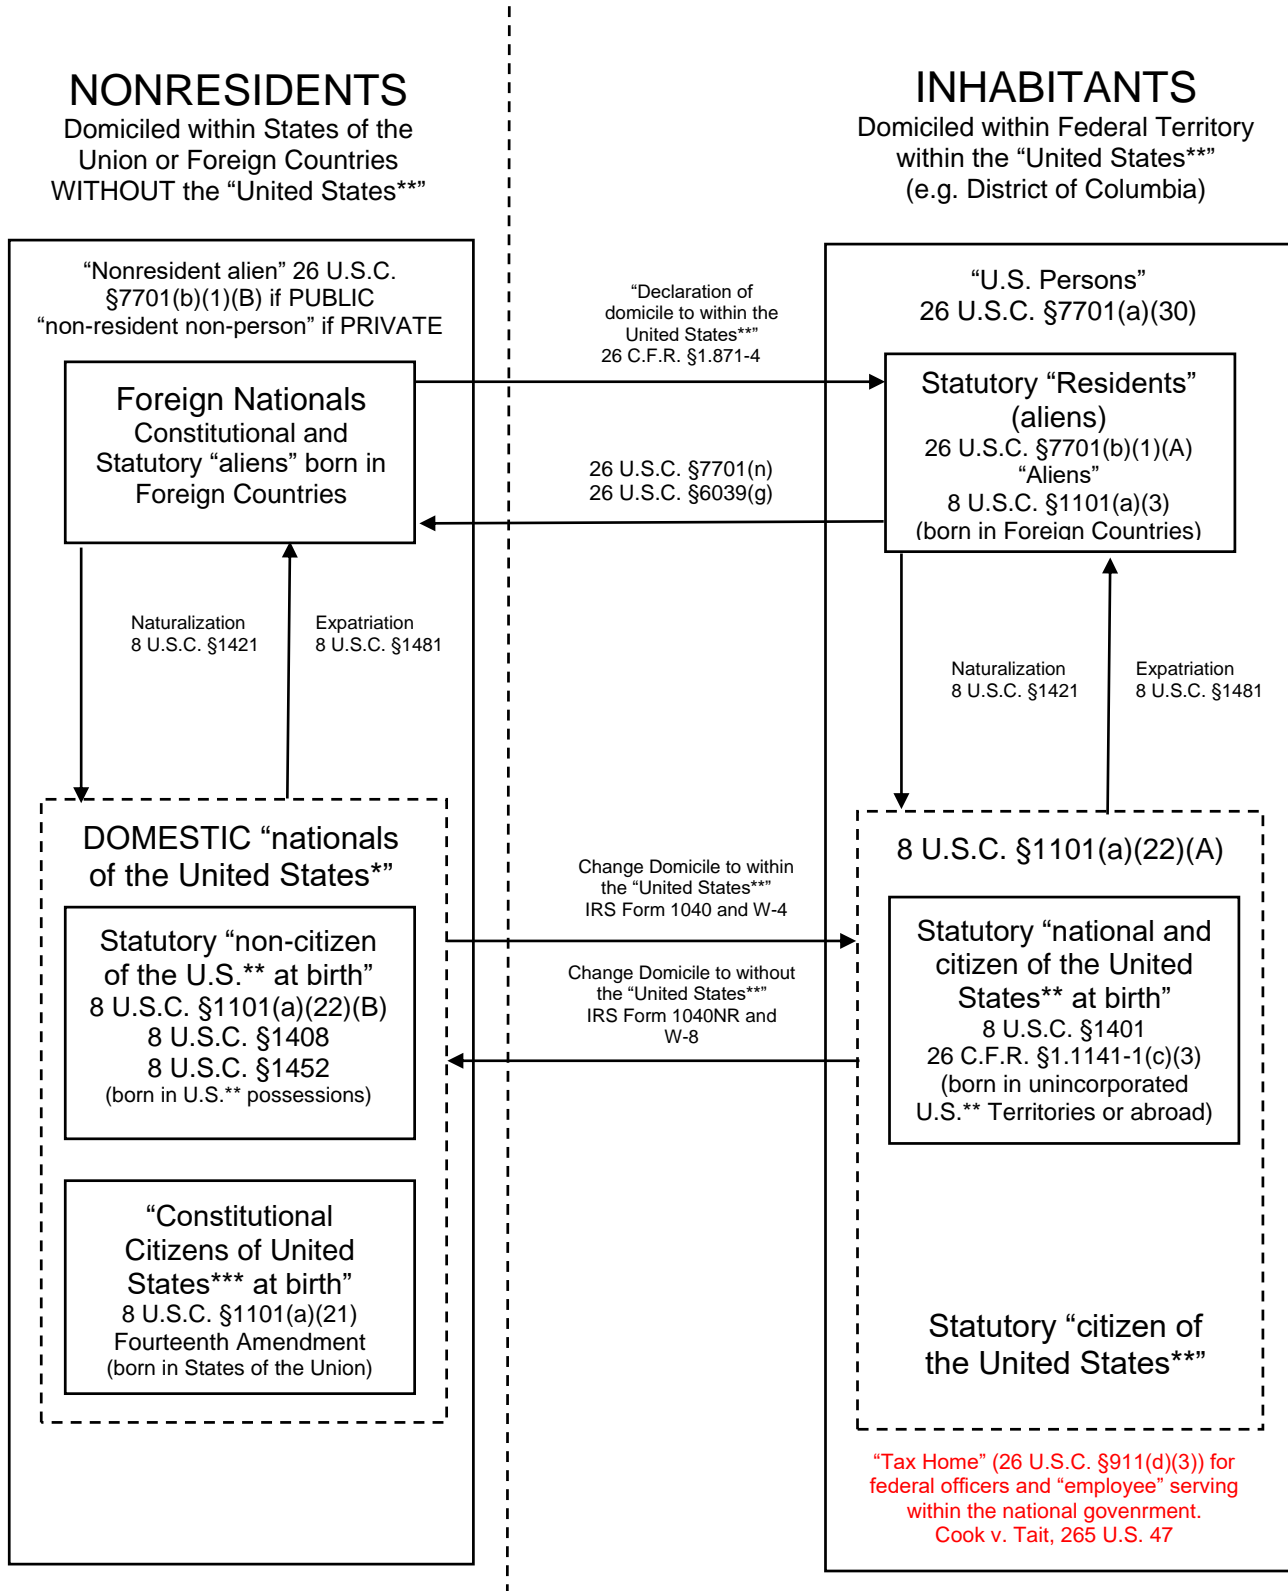 NONRESIDENTS
Domiciled within States of the
Union or Foreign Countries
WITHOUT the “United States**”
INHABITANTS
Domiciled within Federal Territory
within the “United States**”
(e.g. District of Columbia)
“Nonresident alien” 26 U.S.C.
§7701(b)(1)(B) if PUBLIC
“non-resident non-person” if PRIVATE
Foreign Nationals
Constitutional and
Statutory “aliens” born in
Foreign Countries
“Declaration of
domicile to within the
United States**”
26 C.F.R. §1.871-4
26 U.S.C. §7701(n)
26 U.S.C. §6039(g)
“U.S. Persons”
26 U.S.C. §7701(a)(30)
Statutory “Residents”
(aliens)
26 U.S.C. §7701(b)(1)(A)
“Aliens”
8 U.S.C. §1101(a)(3)
(born in Foreign Countries)
Naturalization
8 U.S.C. §1421
Expatriation
8 U.S.C. §1481
Naturalization
8 U.S.C. §1421
Expatriation
8 U.S.C. §1481
DOMESTIC “nationals
of the United States*”
Statutory “non-citizen
of the U.S.** at birth”
8 U.S.C. §1101(a)(22)(B)
8 U.S.C. §1408
8 U.S.C. §1452
(born in U.S.** possessions)
“Constitutional
Citizens of United
States*** at birth”
8 U.S.C. §1101(a)(21)
Fourteenth Amendment
(born in States of the Union)
Change Domicile to within
the “United States**”
IRS Form 1040 and W-4
Change Domicile to without
the “United States**”
IRS Form 1040NR and
W-8
8 U.S.C. §1101(a)(22)(A)
Statutory “national and
citizen of the United
States** at birth”
8 U.S.C. §1401
26 C.F.R. §1.1141-1(c)(3)
(born in unincorporated
U.S.** Territories or abroad)
Statutory “citizen of
the United States**”
“Tax Home” (26 U.S.C. §911(d)(3)) for
federal officers and “employee” serving
within the national govenrment.
Cook v. Tait, 265 U.S. 47